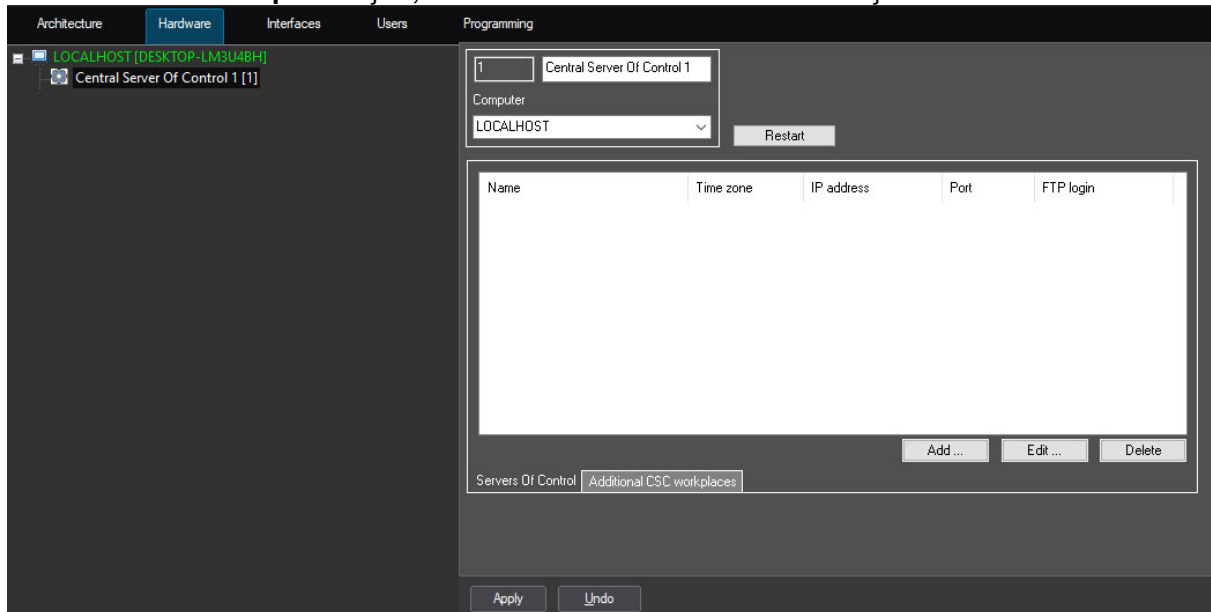 Architecture Hardware Interfaces Users Programming
LOCALHOST [DESKTOP-LM3U4BH]
Central Server Of Control 1 [1]
1 Central Server Of Control 1
Computer
LOCALHOST
Restart
Name Time zone IP address Port FTP login
Add ... Edit ... Delete
Servers Of Control Additional CSC workplaces
Apply Undo